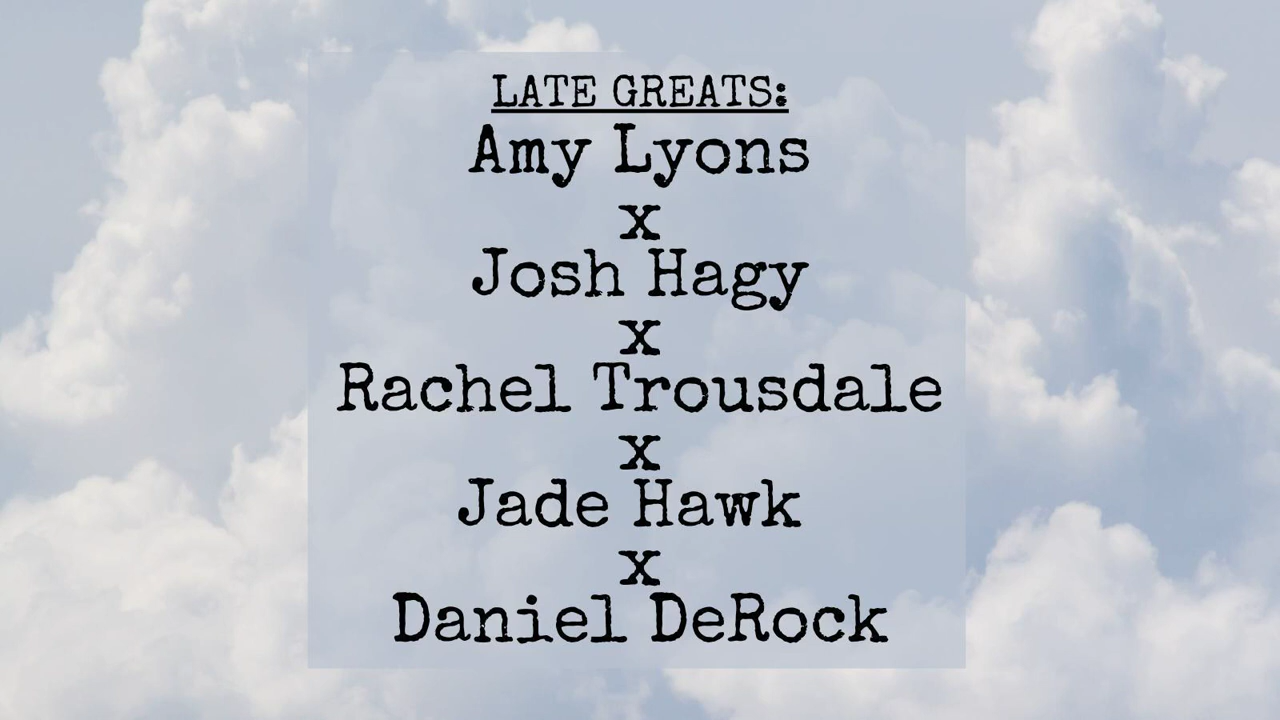 LATE GREATS:
Amy Lyons
x
Josh Hagy
x
Rachel Trousdale
x
Jade Hawk
x
Daniel DeRock